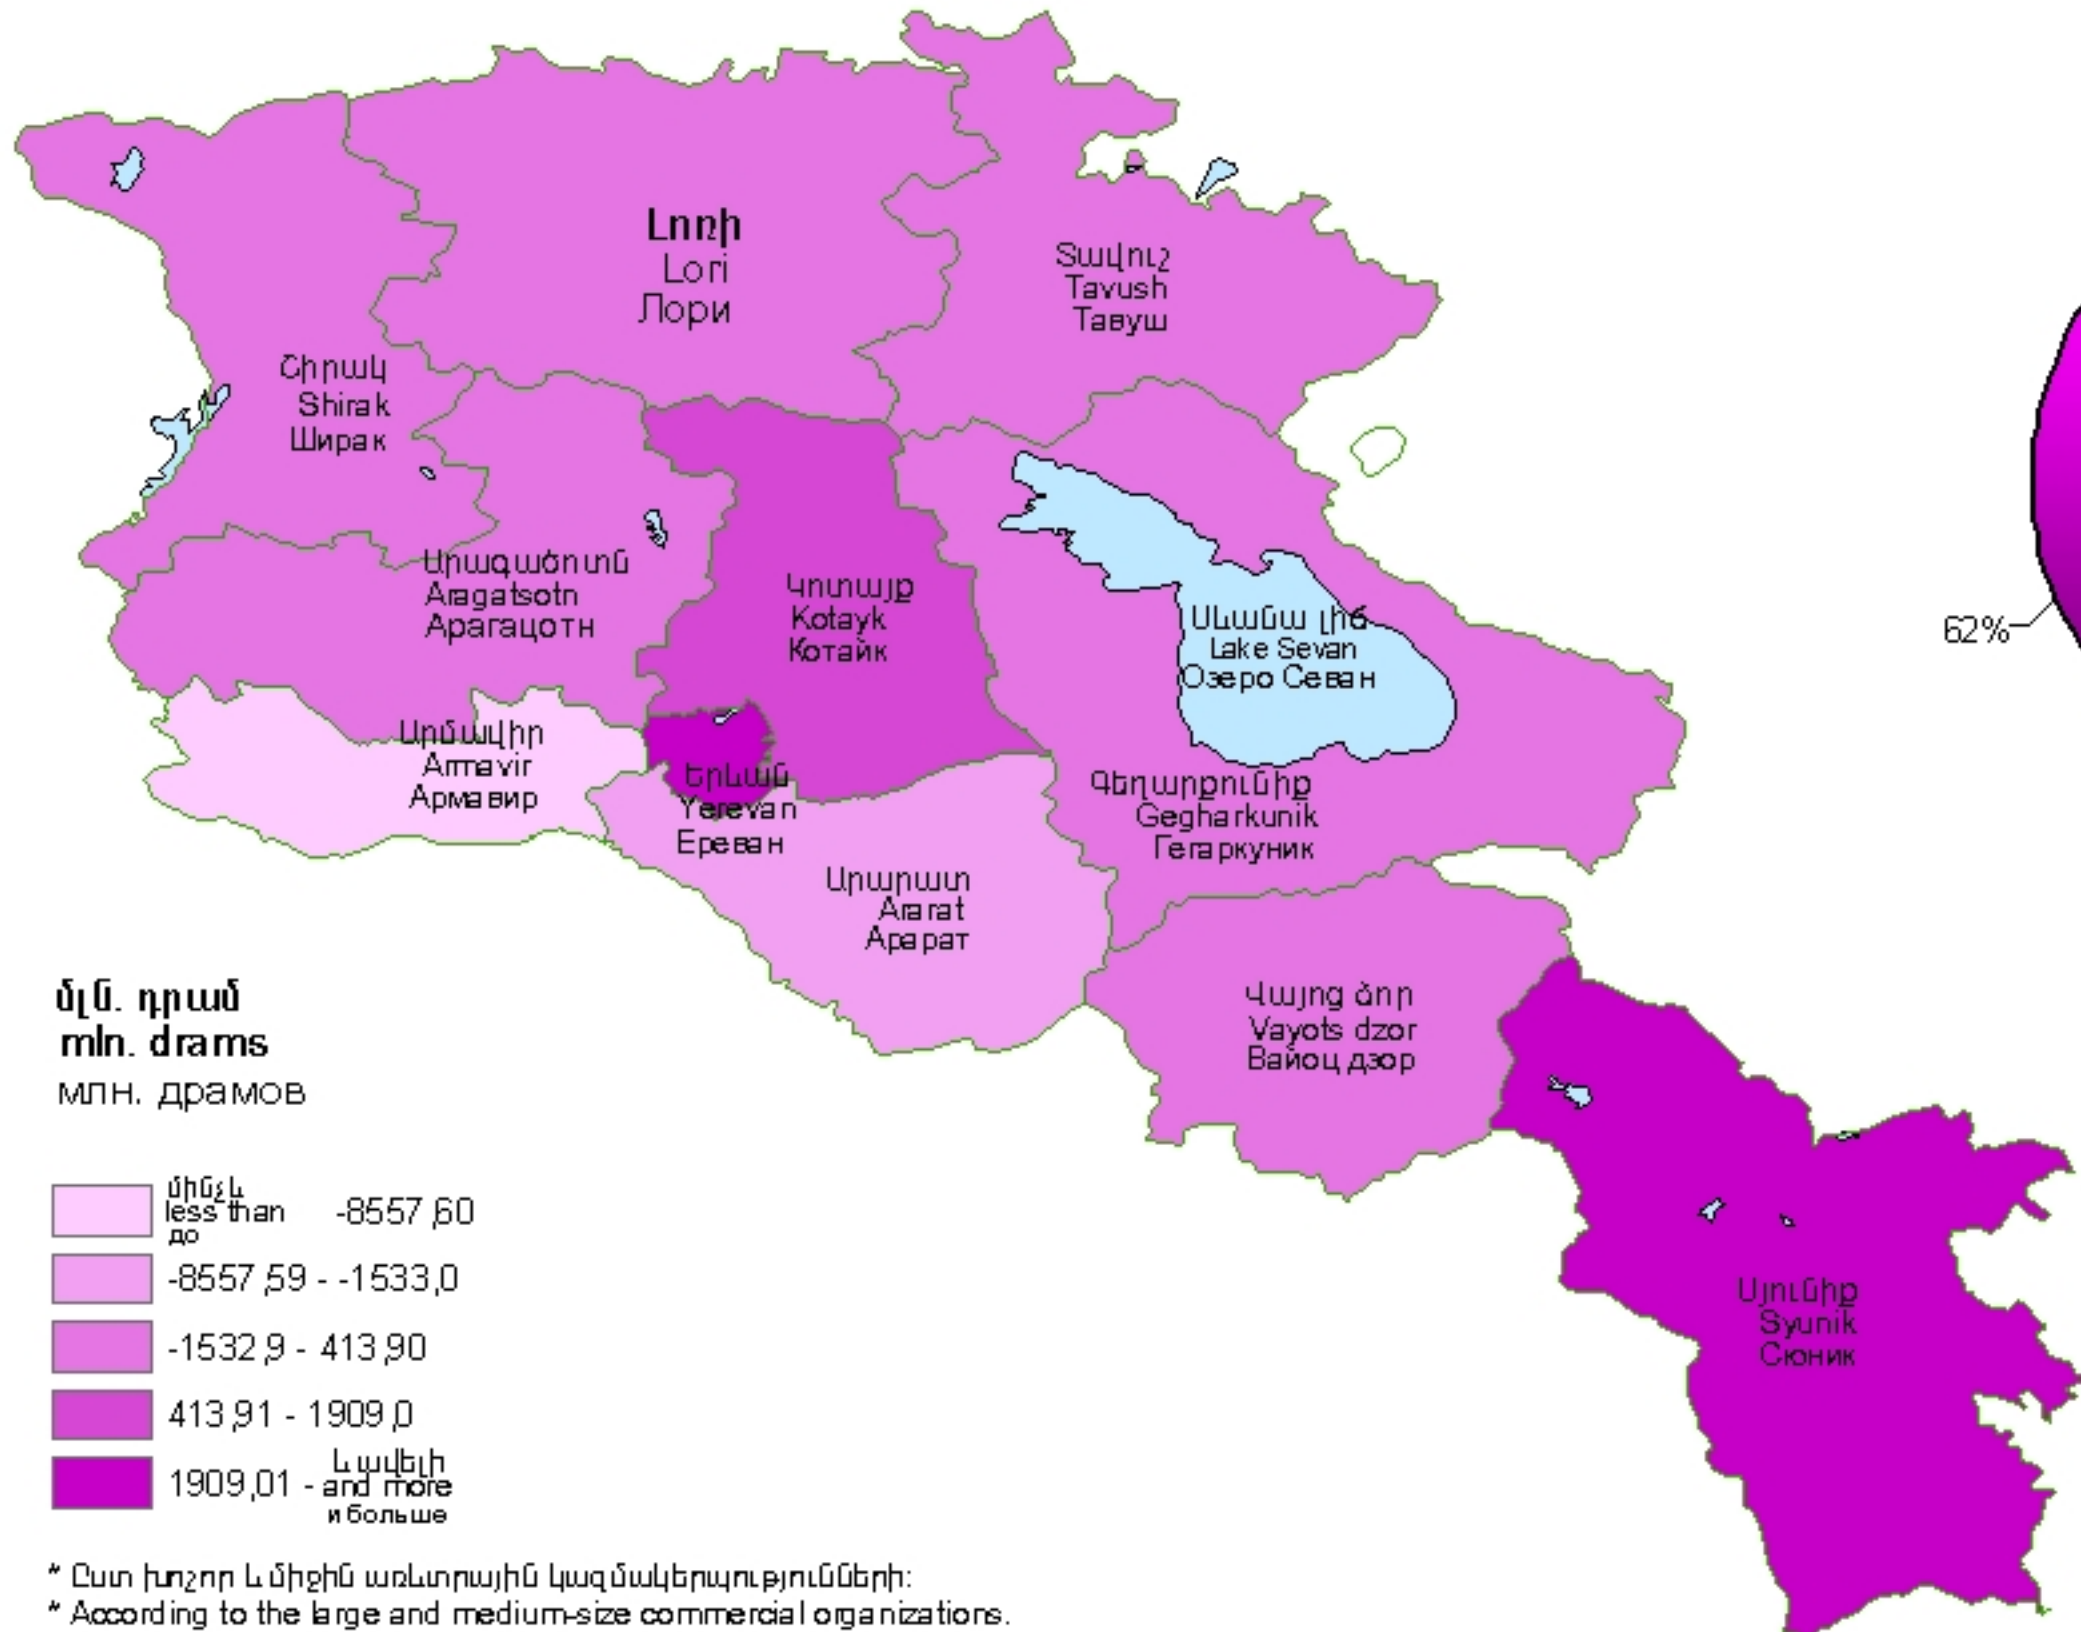 Լոռի
Lori
Лори
Տավուշ
Tavush
Тавуш
Շիրակ
Shirak
Ширак
Արագածոտն
Aragatsotn
Арагацотн
Կոտայք
Kotayk
Котайк
Սևանա լիճ
Lake Sevan
Озеро Севан
62%
Արմավիր
Armavir
Армавир
Երևան
Yerevan
Ереван
Գեղարքունիք
Gegharkunik
Гегаркуник
Արարատ
Ararat
Арарат
Վայոց ձոր
Vayots dzor
Вайоц дзор
Սյունիք
Syunik
Сюник
մլն. դրամ
mln. drams
млн. драмов
մինչև
less than -8557,60
до
-8557,59 - -1533,0
-1532,9 - 413,90
413,91 - 1909,0
և ավելի
1909,01 - and more
и больше
* Ըստ խոշոր և միջին առևտրային կազմակերպությունների:
* According to the large and medium-size commercial organizations.